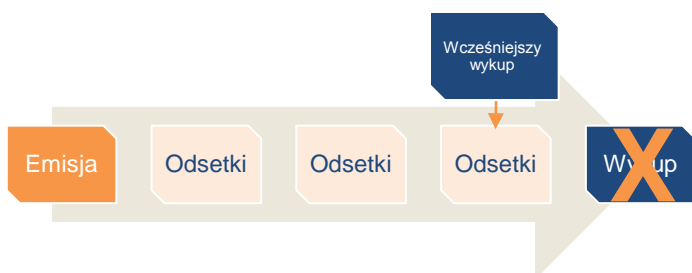 Wcześniejszy
wykup
Emisja
Odsetki
Odsetki
Odsetki
Wykup